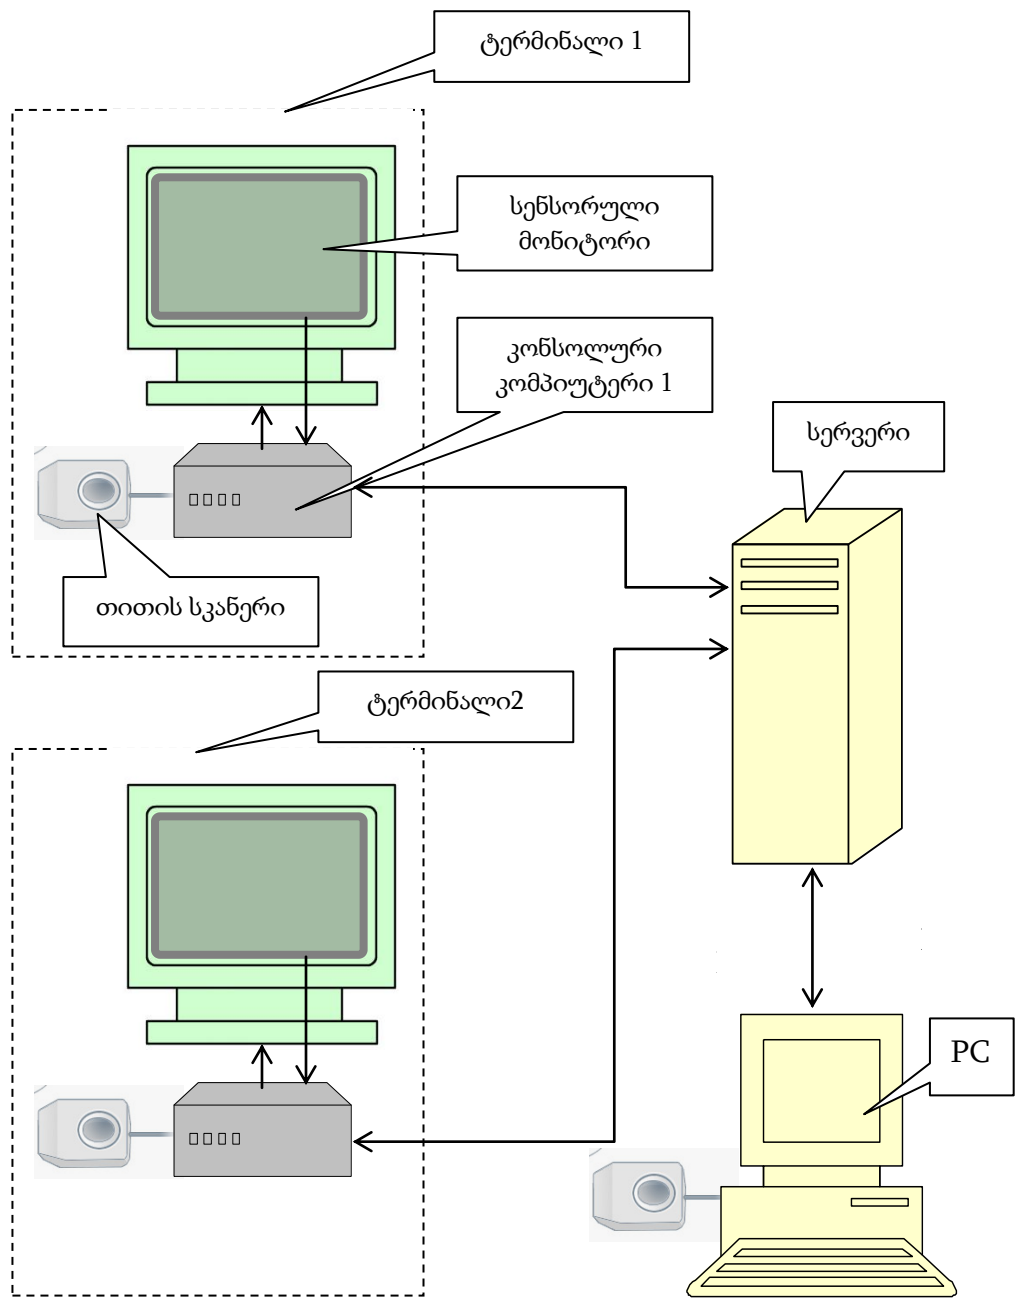 ტერმინალი 1
სენსორული
მონიტორი
კონსოლური
კომპიუტერი 1
სერვერი
თითის სკანერი
ტერმინალი2
PC